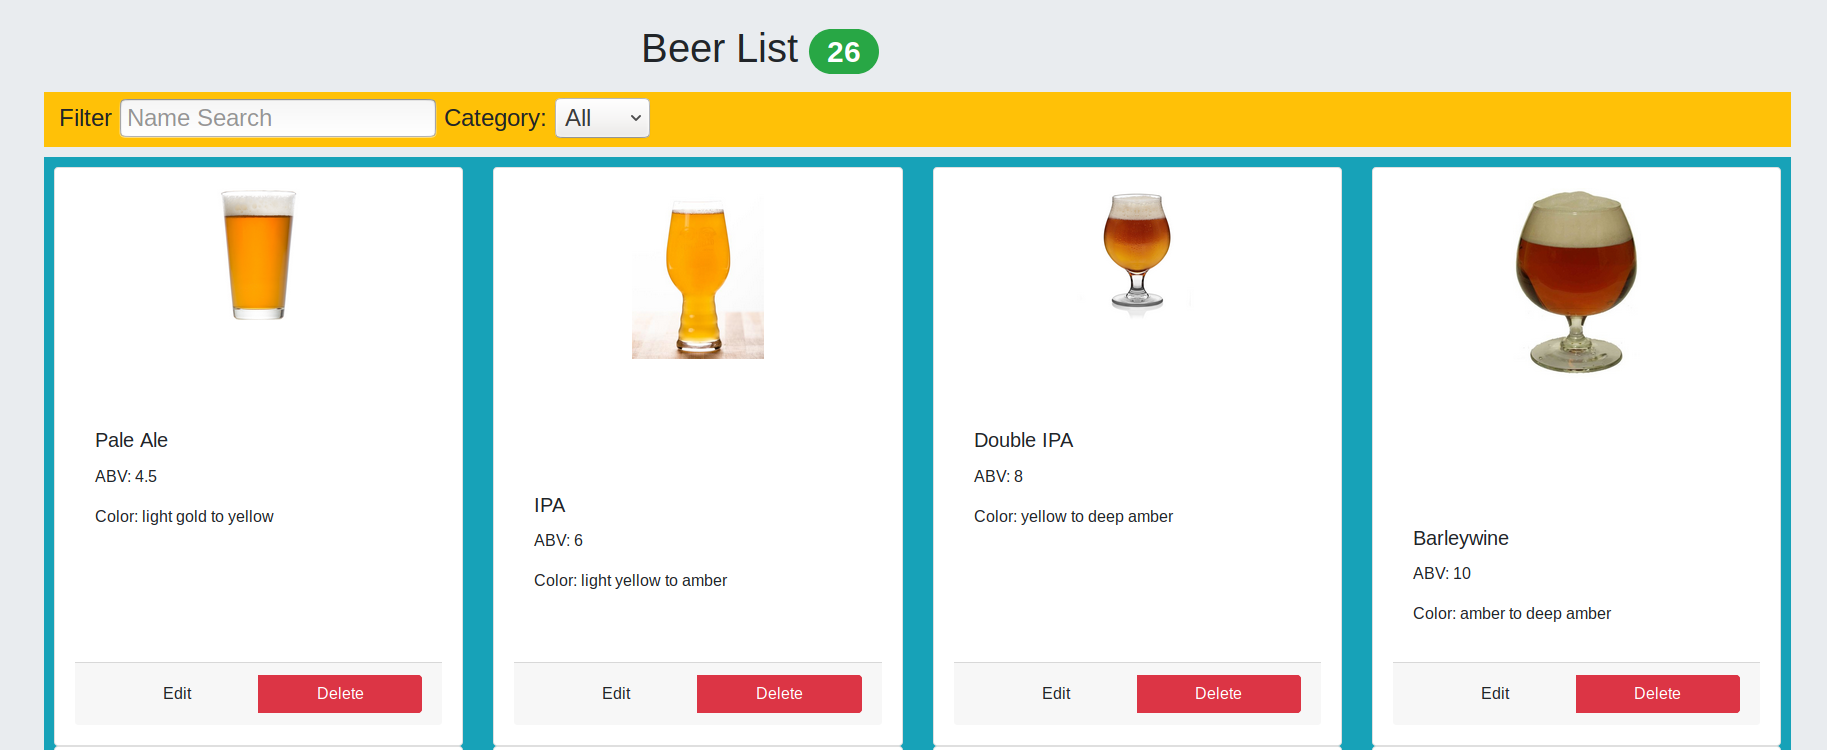 Beer List 26
Filter Name Search Category: All
Pale Ale
ABV: 4.5
Color: light gold to yellow
Edit Delete
IPA
ABV: 6
Color: light yellow to amber
Edit Delete
Double IPA
ABV: 8
Color: yellow to deep amber
Edit Delete
Barleywine
ABV: 10
Color: amber to deep amber
Edit Delete